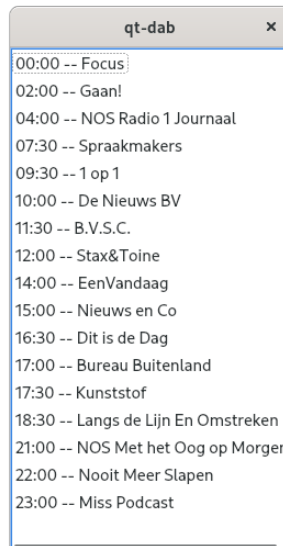 qt-dab ×
00:00 -- Focus
02:00 -- Gaan!
04:00 -- NOS Radio 1 Journaal
07:30 -- Spraakmakers
09:30 -- 1 op 1
10:00 -- De Nieuws BV
11:30 -- B.V.S.C.
12:00 -- Stax&Toine
14:00 -- EenVandaag
15:00 -- Nieuws en Co
16:30 -- Dit is de Dag
17:00 -- Bureau Buitenland
17:30 -- Kunststof
18:30 -- Langs de Lijn En Omstreken
21:00 -- NOS Met het Oog op Morger
22:00 -- Nooit Meer Slapen
23:00 -- Miss Podcast